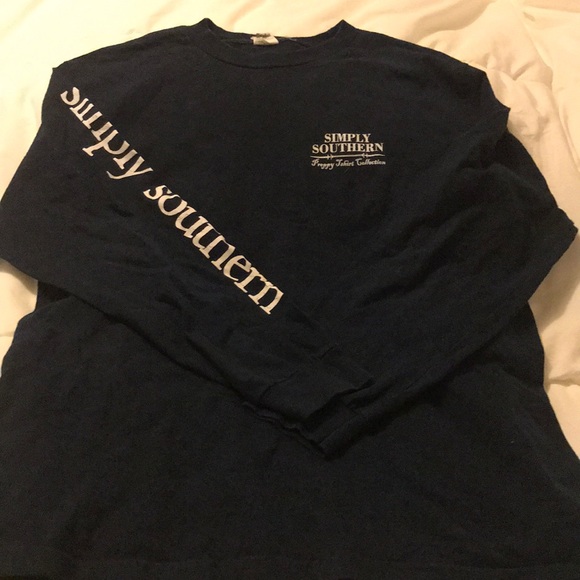 simply southern
SIMPLY
SOUTHERN
Preppy Tshirt Collection